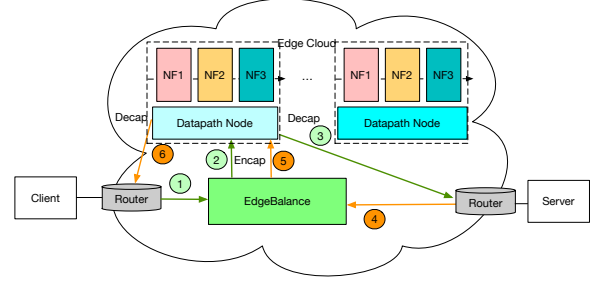 Edge Cloud
NF1 NF2 NF3 ... NF1 NF2 NF3
Decap Datapath Node Decap Datapath Node
3
6 2 Encap 5
1
Client Router EdgeBalance Router Server
4